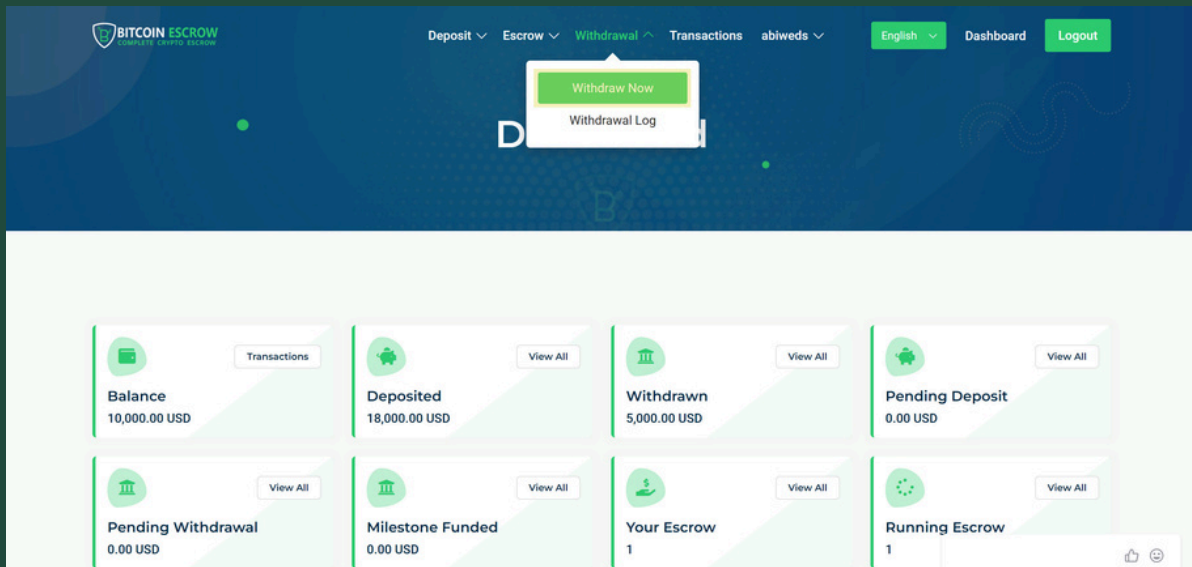 BITCOIN ESCROW
COMPLETE CRYPTO ESCROW
Deposit Escrow Withdrawal Transactions abiweds English Dashboard Logout
Withdraw Now
Withdrawal Log
D d
Transactions View All View All View All
Balance Deposited Withdrawn Pending Deposit
10,000.00 USD 18,000.00 USD 5,000.00 USD 0.00 USD
View All View All View All View All
Pending Withdrawal Milestone Funded Your Escrow Running Escrow
0.00 USD 0.00 USD 1 1